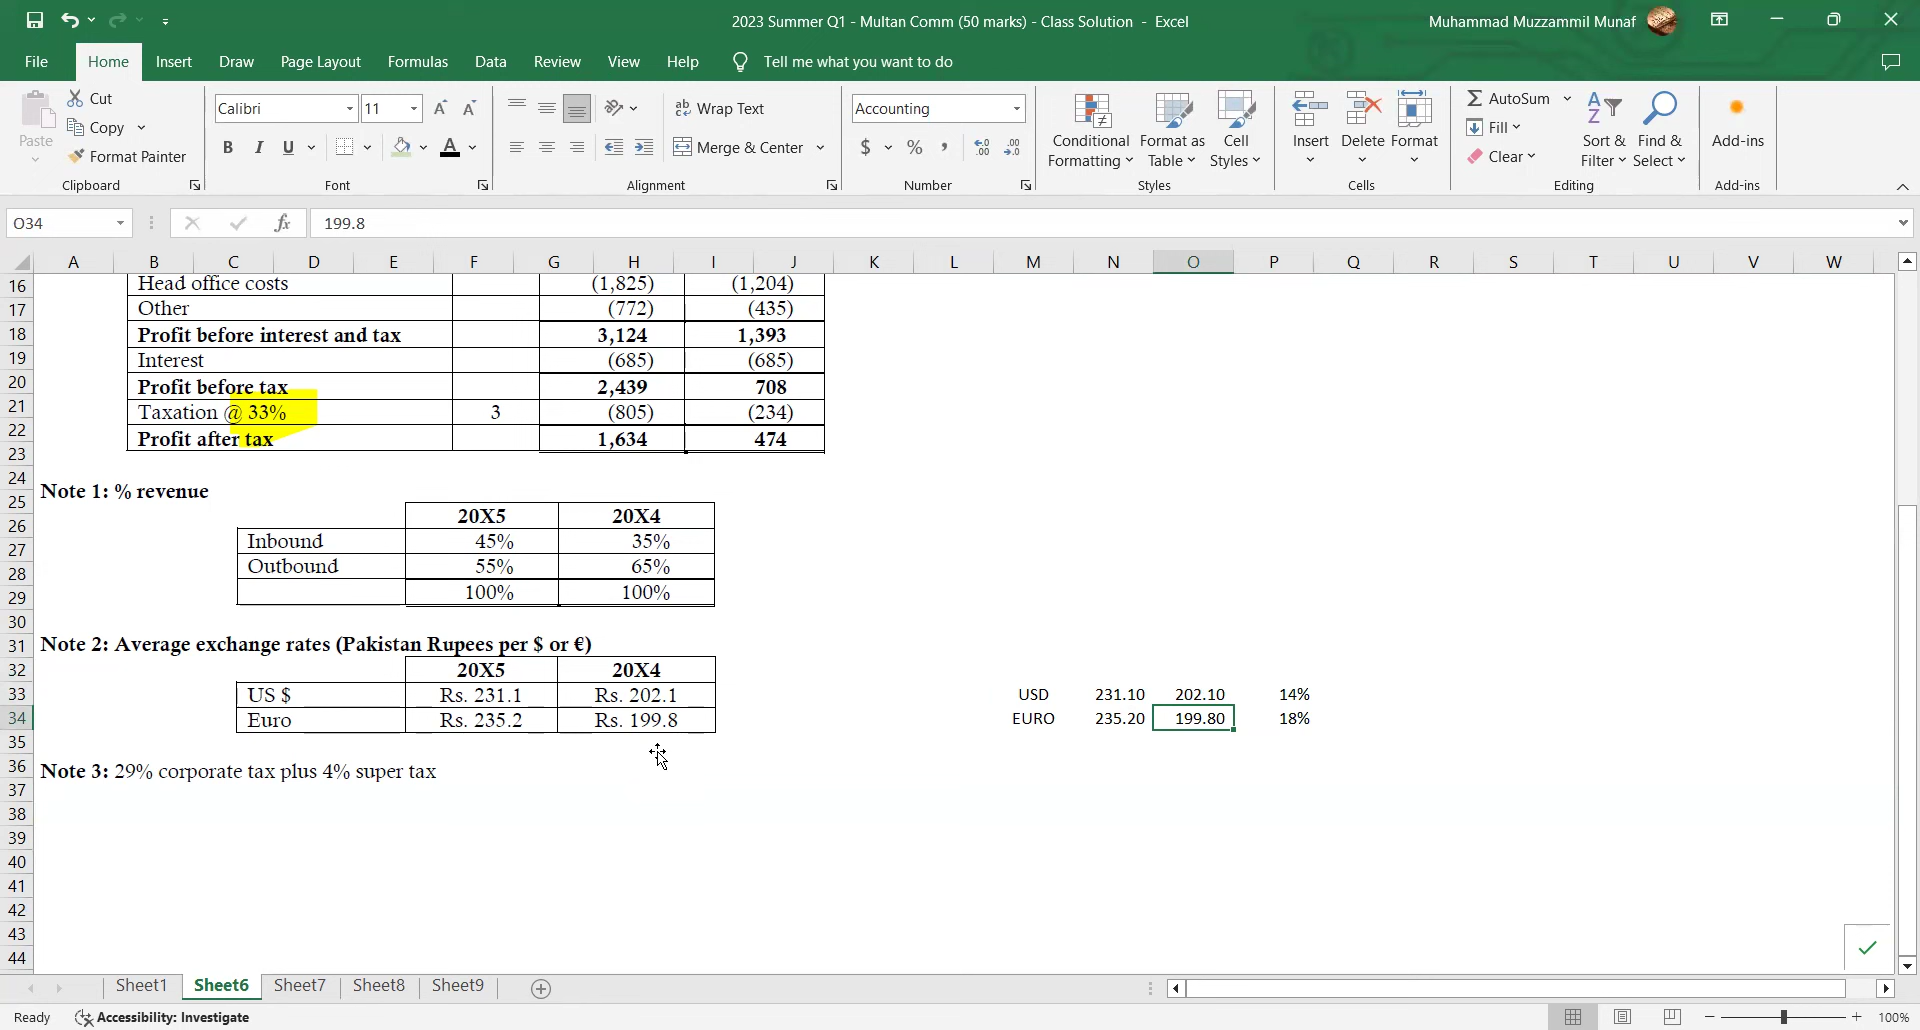 2023 Summer Q1 - Multan Comm (50 marks) - Class Solution - Excel
Muhammad Muzzammil Munaf
File Home Insert Draw Page Layout Formulas Data Review View Help Tell me what you want to do
Paste
Cut
Copy
Format Painter
Clipboard
Calibri 11 A A
B I U A
Font
ab Wrap Text
Merge & Center
Alignment
Accounting
$ % ,
Number
Conditional Formatting
Format as Table
Cell Styles
Styles
Insert Delete Format
Cells
AutoSum
Fill
Clear
Sort & Filter
Find & Select
Editing
Add-ins
Add-ins
O34 fx 199.8
A B C D E F G H I J K L M N O P Q R S T U V W
16 Head office costs (1,825) (1,204)
17 Other (772) (435)
18 Profit before interest and tax 3,124 1,393
19 Interest (685) (685)
20 Profit before tax 2,439 708
21 Taxation @ 33% 3 (805) (234)
22 Profit after tax 1,634 474
23
24 Note 1: % revenue
25 20X5 20X4
26
27 Inbound 45% 35%
28 Outbound 55% 65%
29 100% 100%
30
31 Note 2: Average exchange rates (Pakistan Rupees per $ or €)
32 20X5 20X4
33 US $ Rs. 231.1 Rs. 202.1 USD 231.10 202.10 14%
34 Euro Rs. 235.2 Rs. 199.8 EURO 235.20 199.80 18%
35
36 Note 3: 29% corporate tax plus 4% super tax
37
38
39
40
41
42
43
44
Sheet1 Sheet6 Sheet7 Sheet8 Sheet9
Ready Accessibility: Investigate 100%